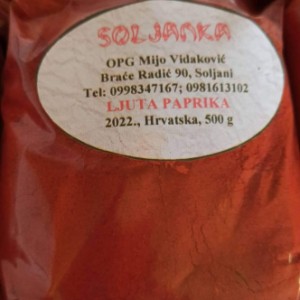 SOLJANKA
OPG Mijo Vidaković
Braće Radić 90, Soljani
Tel: 0998347167; 0981613102
LJUTA PAPRIKA
2022., Hrvatska, 500 g